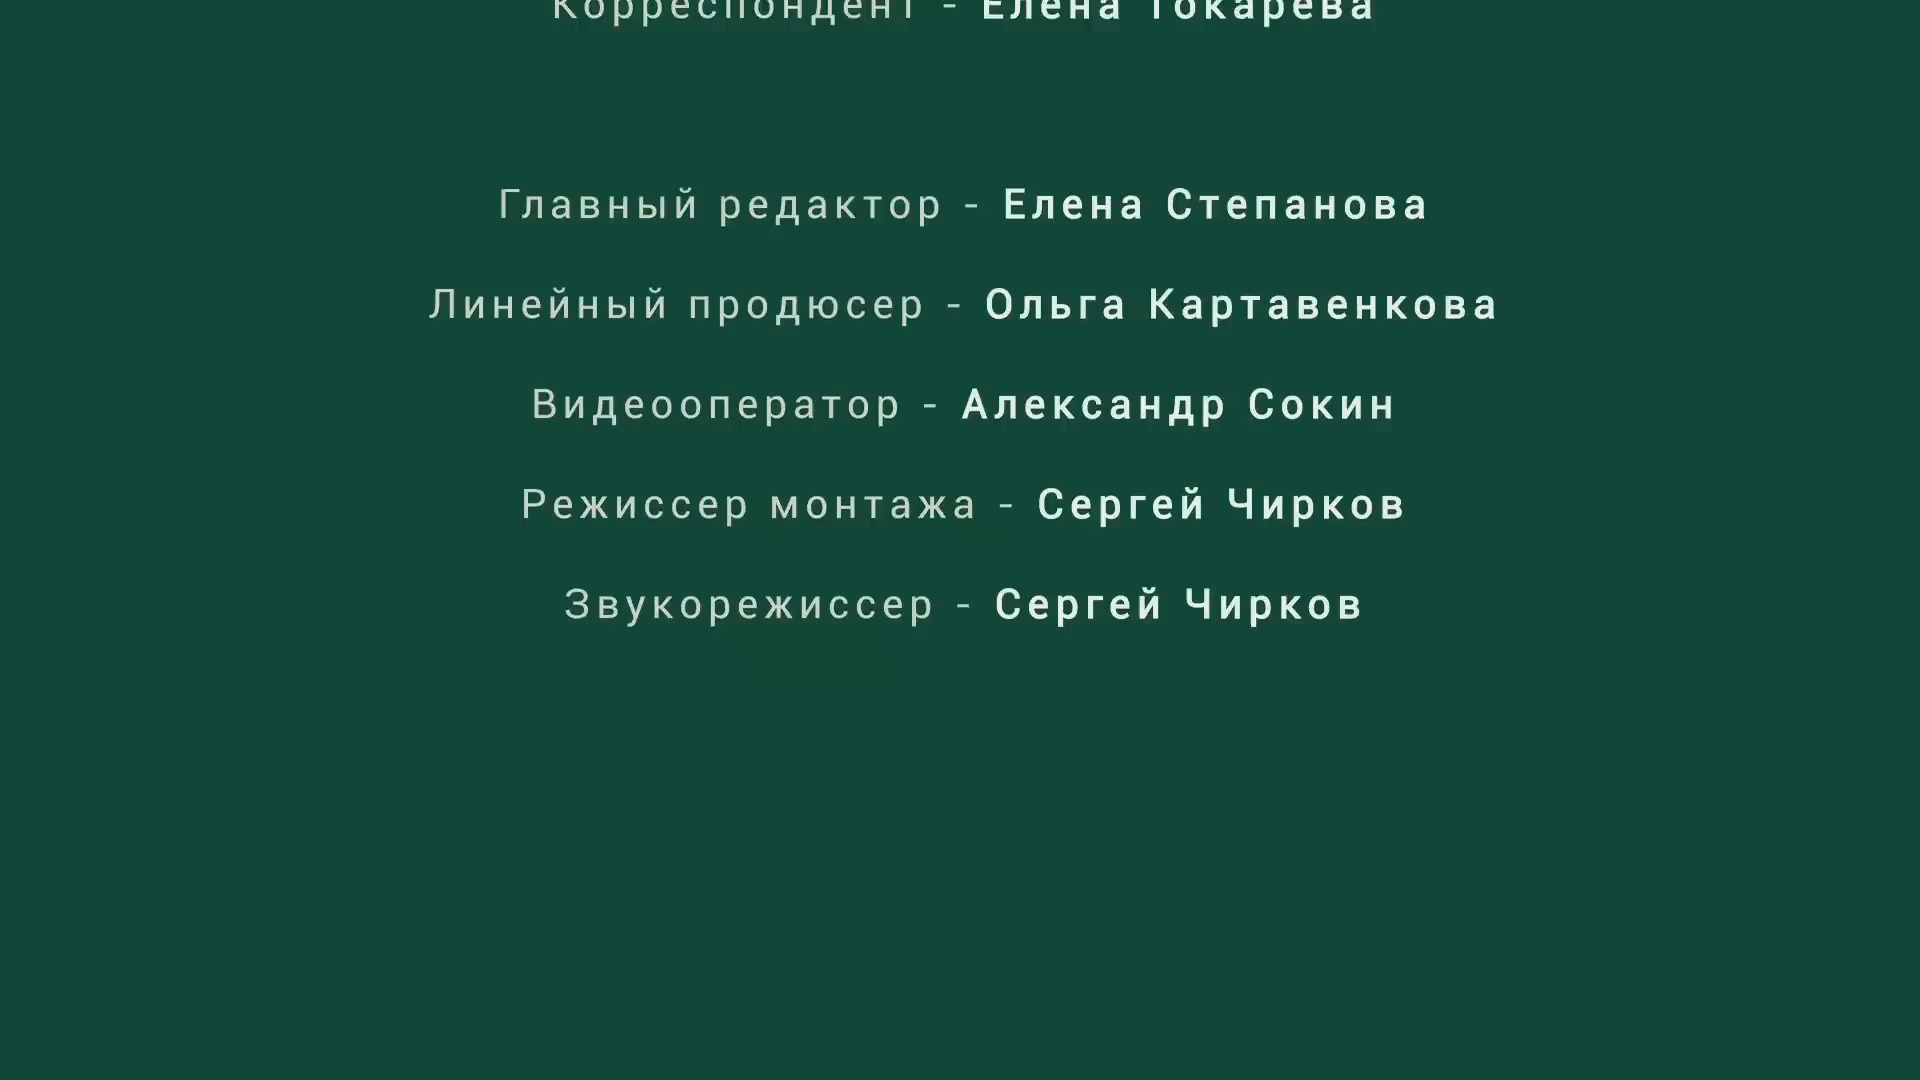 Корреспондент - Елена Токарева
Главный редактор - Елена Степанова
Линейный продюсер - Ольга Картавенкова
Видеооператор - Александр Сокин
Режиссер монтажа - Сергей Чирков
Звукорежиссер - Сергей Чирков